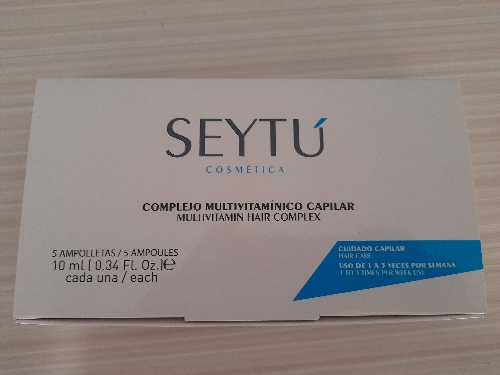 SEYTÚ
COSMÉTICA
COMPLEJO MULTIVITAMÍNICO CAPILAR
MULTIVITAMIN HAIR COMPLEX
5 AMPOLLETAS / 5 AMPOULES
10 ml [ 0.34 Fl. Oz.]℮
cada una / each
CUIDADO CAPILAR
HAIR CARE
USO DE 1 A 3 VECES POR SEMANA
1 TO 3 TIMES PER WEEK USE